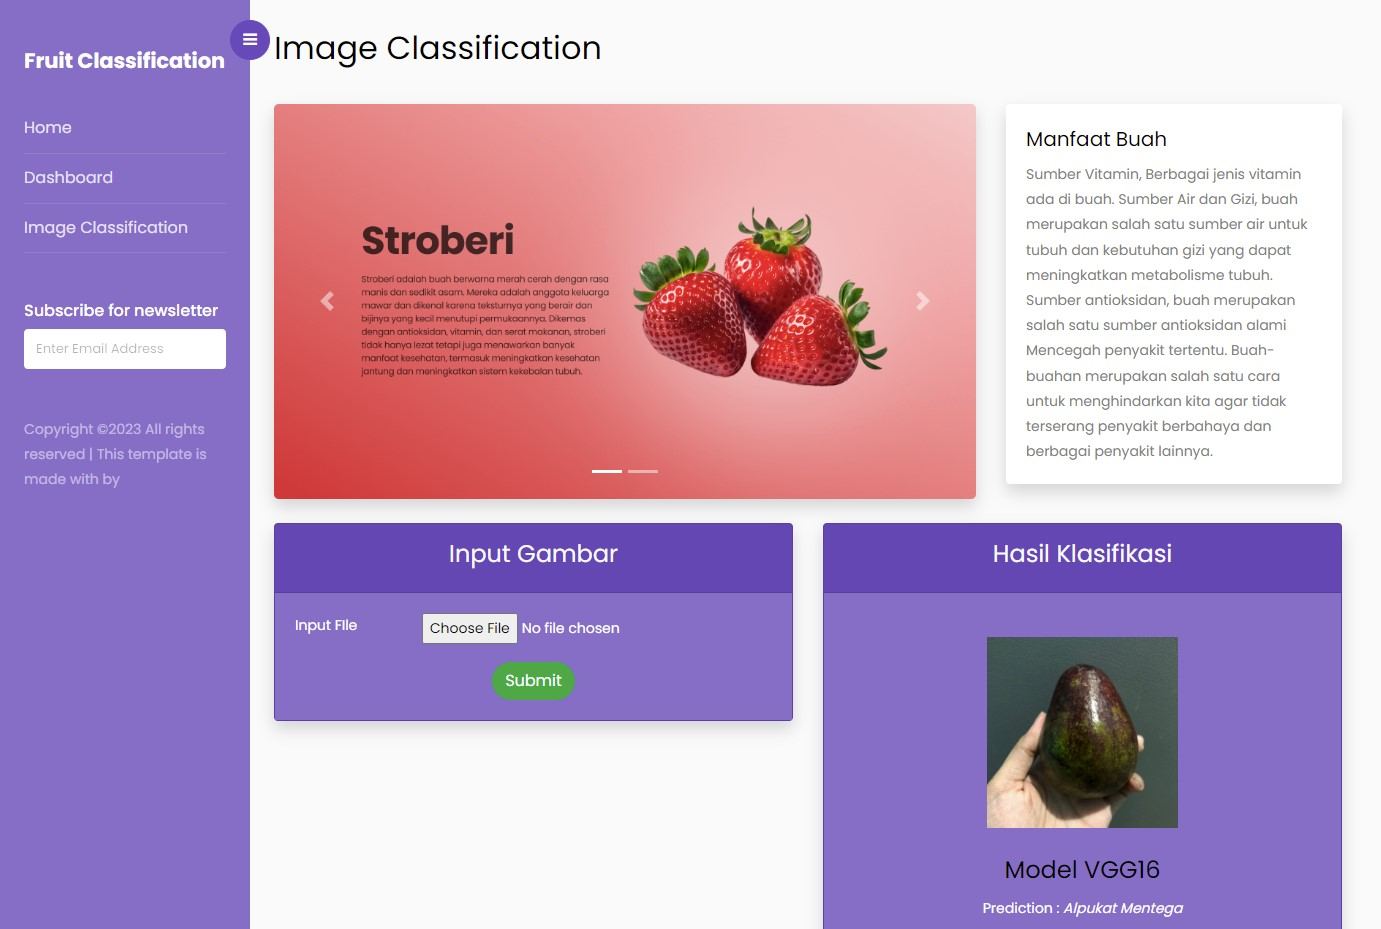 Fruit Classification
Home
Dashboard
Image Classification
Subscribe for newsletter
Enter Email Address
Copyright ©2023 All rights
reserved | This template is
made with by
Image Classification
Stroberi
Stroberi adalah buah berwarna merah cerah dengan rasa
manis dan sedikit asam. Mereka adalah anggota keluarga
mawar dan dikenal karena teksturnya yang berair dan
bijinya yang kecil menutupi permukaannya. Dikemas
dengan antioksidan, vitamin, dan serat makanan, stroberi
tidak hanya lezat tetapi juga menawarkan banyak
manfaat kesehatan, termasuk meningkatkan kesehatan
jantung dan meningkatkan sistem kekebalan tubuh.
Manfaat Buah
Sumber Vitamin, Berbagai jenis vitamin
ada di buah. Sumber Air dan Gizi, buah
merupakan salah satu sumber air untuk
tubuh dan kebutuhan gizi yang dapat
meningkatkan metabolisme tubuh.
Sumber antioksidan, buah merupakan
salah satu sumber antioksidan alami
Mencegah penyakit tertentu. Buah-
buahan merupakan salah satu cara
untuk menghindarkan kita agar tidak
terserang penyakit berbahaya dan
berbagai penyakit lainnya.
Input Gambar
Input FIle
Choose File No file chosen
Submit
Hasil Klasifikasi
Model VGG16
Prediction : Alpukat Mentega